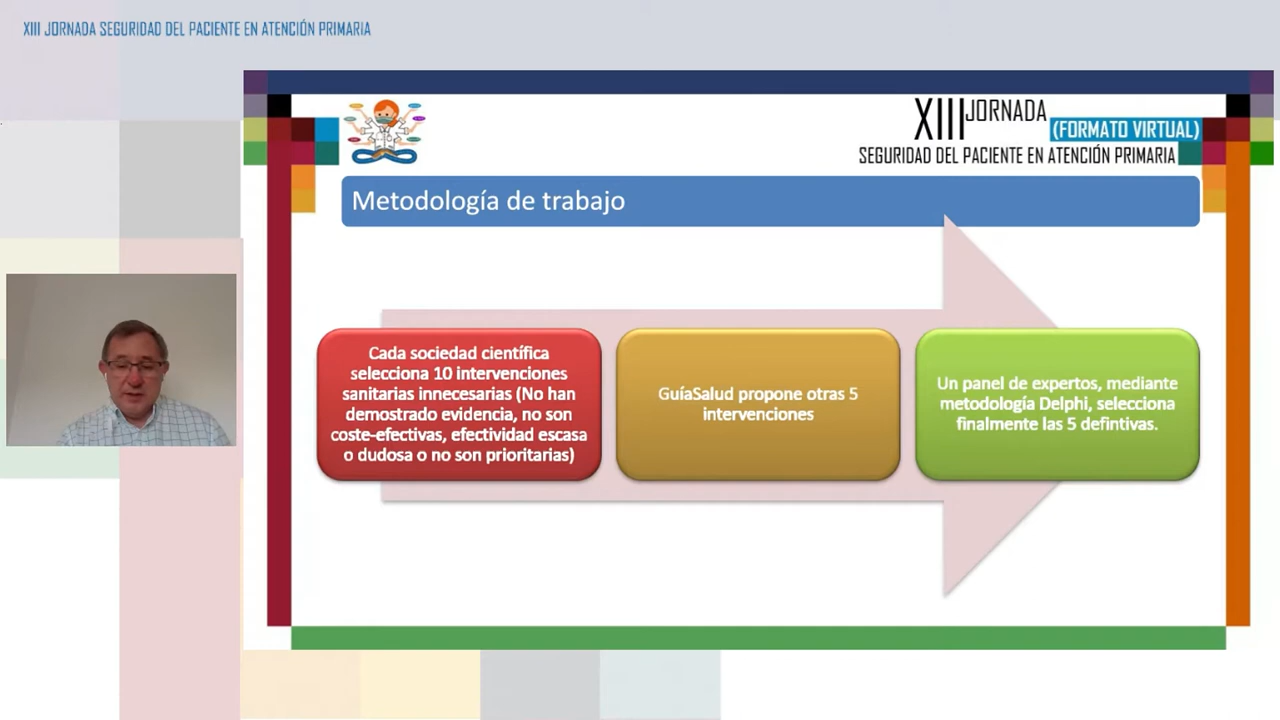 XIII JORNADA SEGURIDAD DEL PACIENTE EN ATENCIÓN PRIMARIA
XIII JORNADA
(FORMATO VIRTUAL)
SEGURIDAD DEL PACIENTE EN ATENCIÓN PRIMARIA
Metodología de trabajo
Cada sociedad científica
selecciona 10 intervenciones
sanitarias innecesarias (No han
demostrado evidencia, no son
coste-efectivas, efectividad escasa
o dudosa o no son prioritarias)
GuíaSalud propone otras 5
intervenciones
Un panel de expertos, mediante
metodología Delphi, selecciona
finalmente las 5 defintivas.